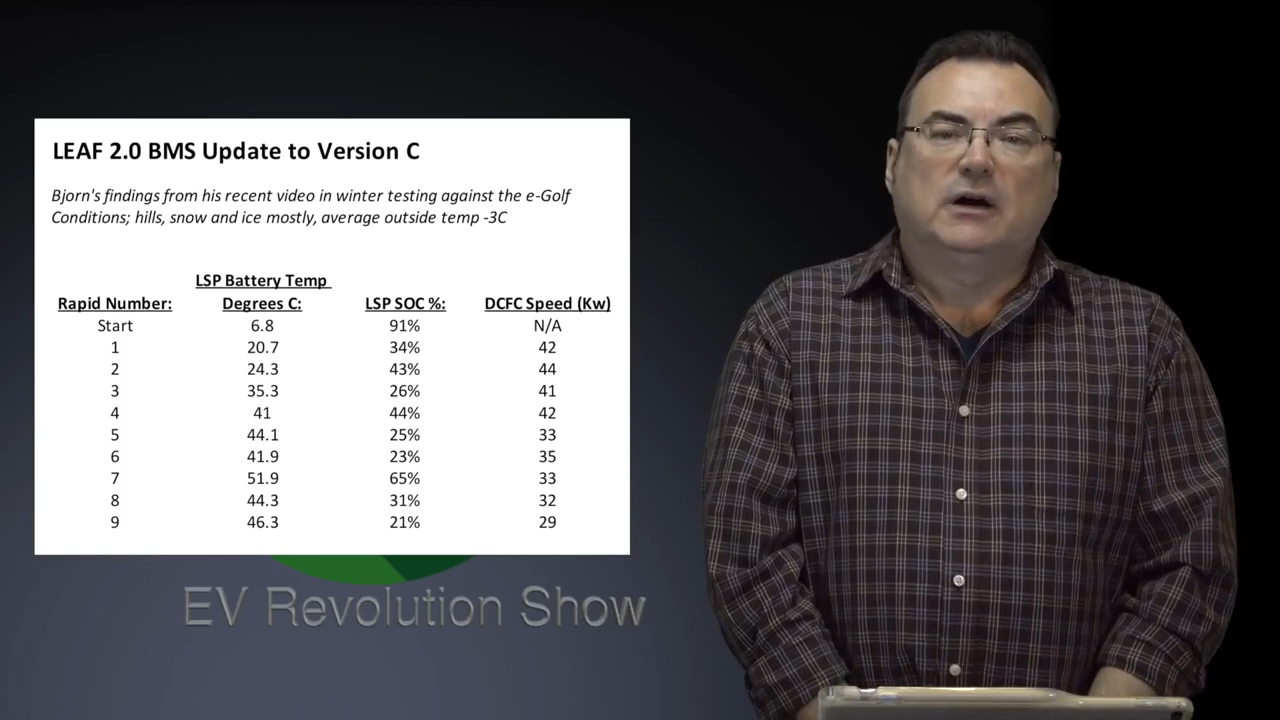 LEAF 2.0 BMS Update to Version C
Bjorn's findings from his recent video in winter testing against the e-Golf
Conditions; hills, snow and ice mostly, average outside temp -3C
LSP Battery Temp
Rapid Number: Degrees C: LSP SOC %: DCFC Speed (Kw)
Start 6.8 91% N/A
1 20.7 34% 42
2 24.3 43% 44
3 35.3 26% 41
4 41 44% 42
5 44.1 25% 33
6 41.9 23% 35
7 51.9 65% 33
8 44.3 31% 32
9 46.3 21% 29
EV Revolution Show